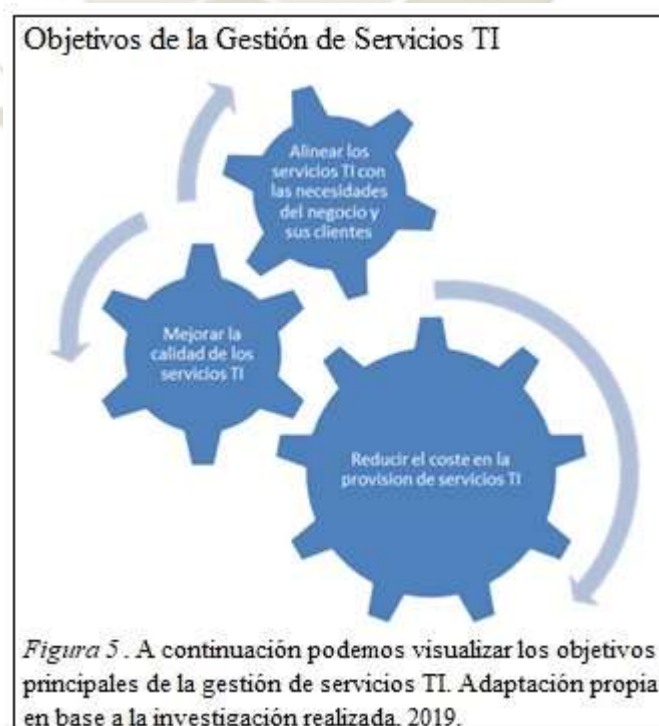 Objetivos de la Gestión de Servicios TI
Alinear los
servicios TI con
las necesidades
del negocio y
sus clientes
Mejorar la
calidad de los
servicios TI
Reducir el coste en la
provision de servicios TI
Figura 5 . A continuación podemos visualizar los objetivos
principales de la gestión de servicios TI. Adaptación propia
en base a la investigación realizada, 2019.